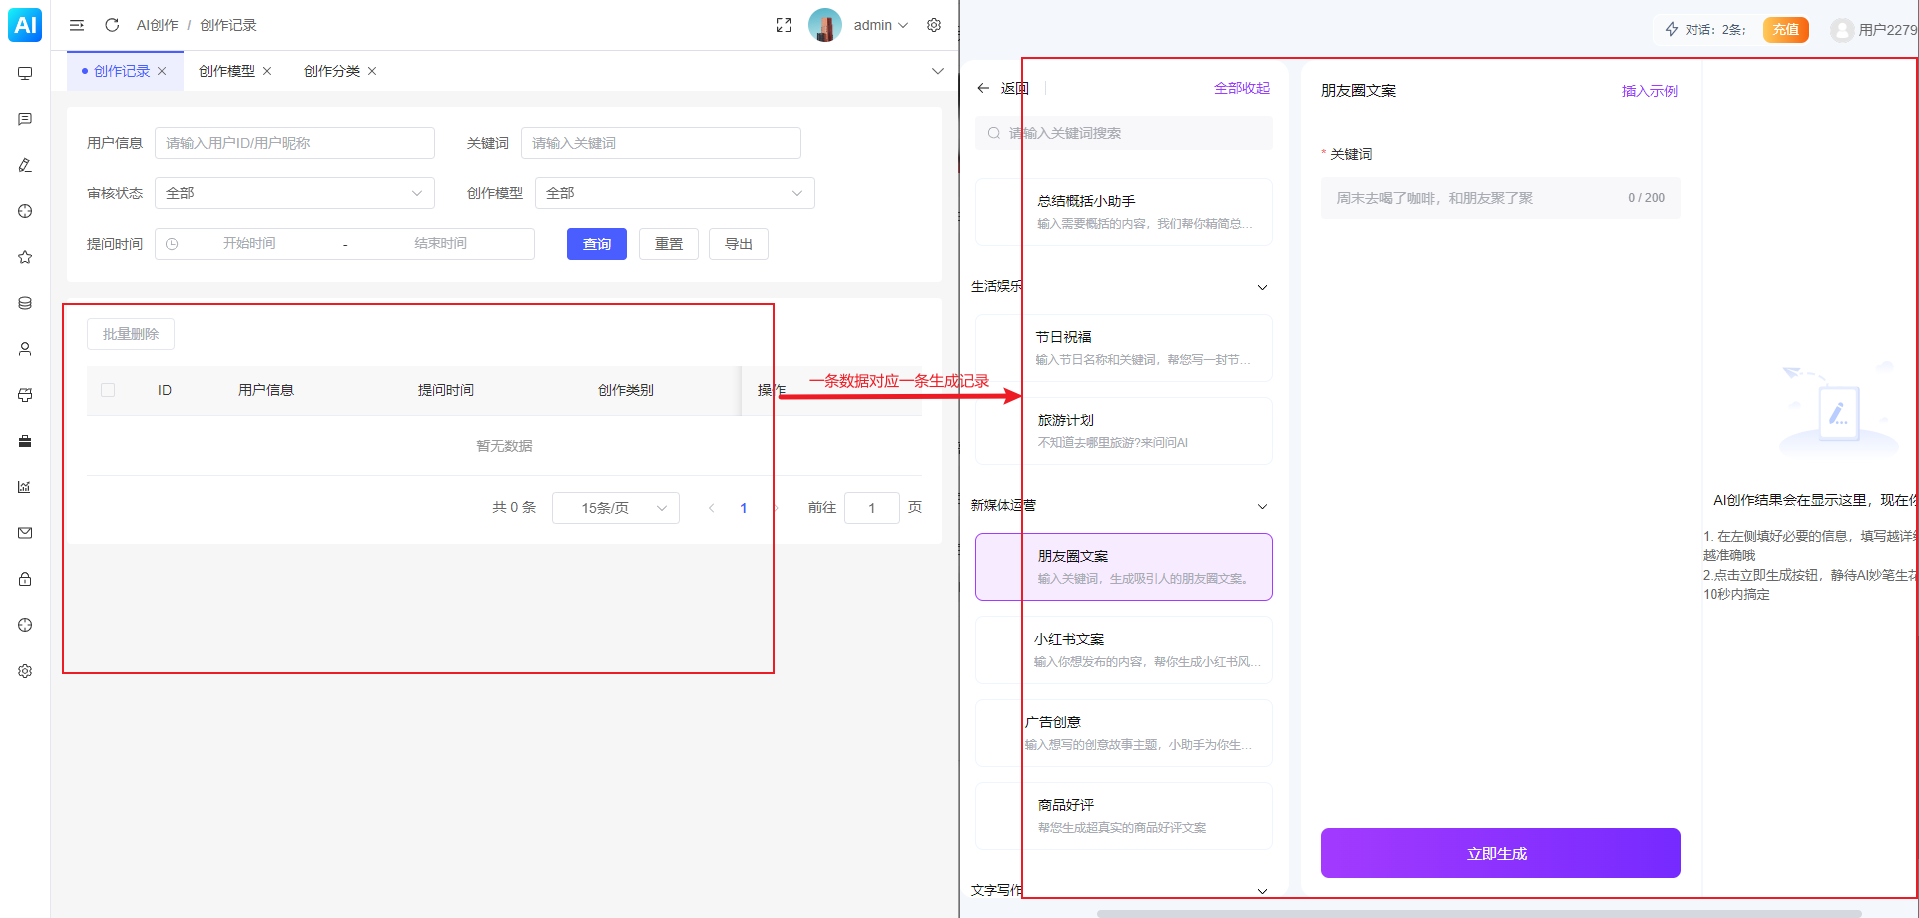 AI
AI创作 / 创作记录
admin
创作记录
创作模型
创作分类
用户信息 请输入用户ID/用户昵称
关键词 请输入关键词
审核状态 全部
创作模型 全部
提问时间 开始时间 - 结束时间
查询
重置
导出
批量删除
ID 用户信息 提问时间 创作类别 操作
暂无数据
共 0 条 15条/页 1 前往 1 页
一条数据对应一条生成记录
对话：2条;
充值
用户2279
返回
全部收起
请输入关键词搜索
总结概括小助手
输入需要概括的内容，我们帮你精简总...
生活娱乐
节日祝福
输入节日名称和关键词，帮您写一封节...
旅游计划
不知道去哪里旅游?来问问AI
新媒体运营
朋友圈文案
输入关键词，生成吸引人的朋友圈文案。
小红书文案
输入你想发布的内容，帮你生成小红书风...
广告创意
输入想写的创意故事主题，小助手为你生...
商品好评
帮您生成超真实的商品好评文案
文字写作
朋友圈文案
插入示例
* 关键词
周末去喝了咖啡，和朋友聚了聚 0 / 200
立即生成
AI创作结果会在显示这里，现在你
1. 在左侧填好必要的信息，填写越详细
越准确哦
2.点击立即生成按钮，静待AI妙笔生花
10秒内搞定